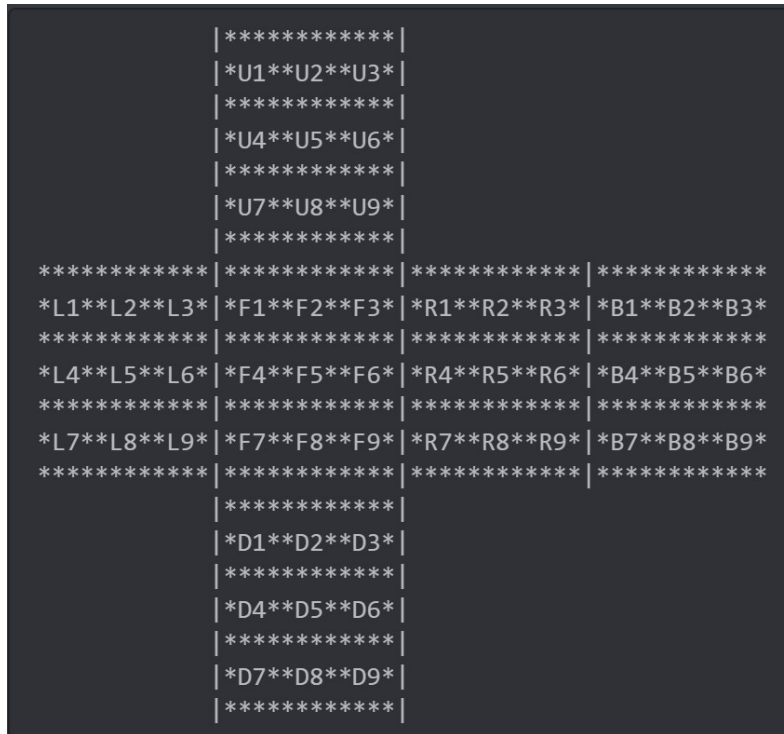 |************|
|*U1**U2**U3*|
|************|
|*U4**U5**U6*|
|************|
|*U7**U8**U9*|
|************|
************|************|************|************
*L1**L2**L3*|*F1**F2**F3*|*R1**R2**R3*|*B1**B2**B3*
************|************|************|************
*L4**L5**L6*|*F4**F5**F6*|*R4**R5**R6*|*B4**B5**B6*
************|************|************|************
*L7**L8**L9*|*F7**F8**F9*|*R7**R8**R9*|*B7**B8**B9*
************|************|************|************
|************|
|*D1**D2**D3*|
|************|
|*D4**D5**D6*|
|************|
|*D7**D8**D9*|
|************|